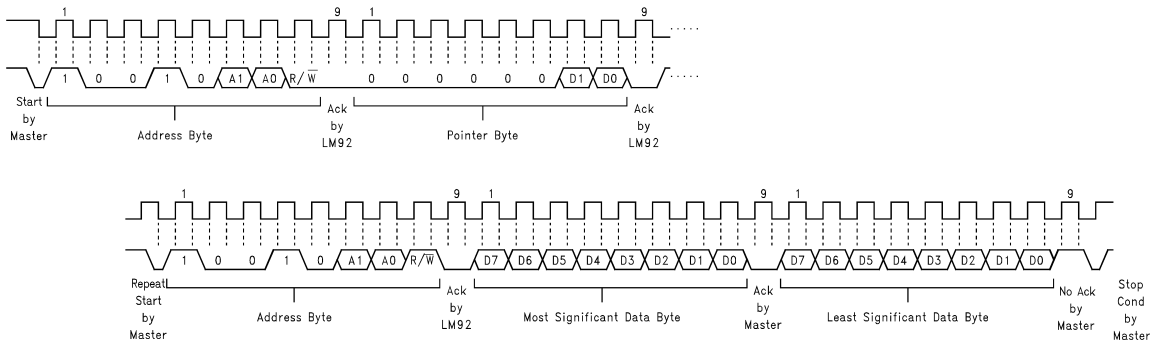 1 9 1 9
1 0 0 1 0 A1 A0 R/W̅ 0 0 0 0 0 0 D1 D0
Start
by
Master
Address Byte
Ack
by
LM92
Pointer Byte
Ack
by
LM92
1 9 1 9 1 9
1 0 0 1 0 A1 A0 R/W̅ D7 D6 D5 D4 D3 D2 D1 D0 D7 D6 D5 D4 D3 D2 D1 D0
Repeat
Start
by
Master
Address Byte
Ack
by
LM92
Most Significant Data Byte
Ack
by
Master
Least Significant Data Byte
No Ack
by
Master
Stop
Cond
by
Master